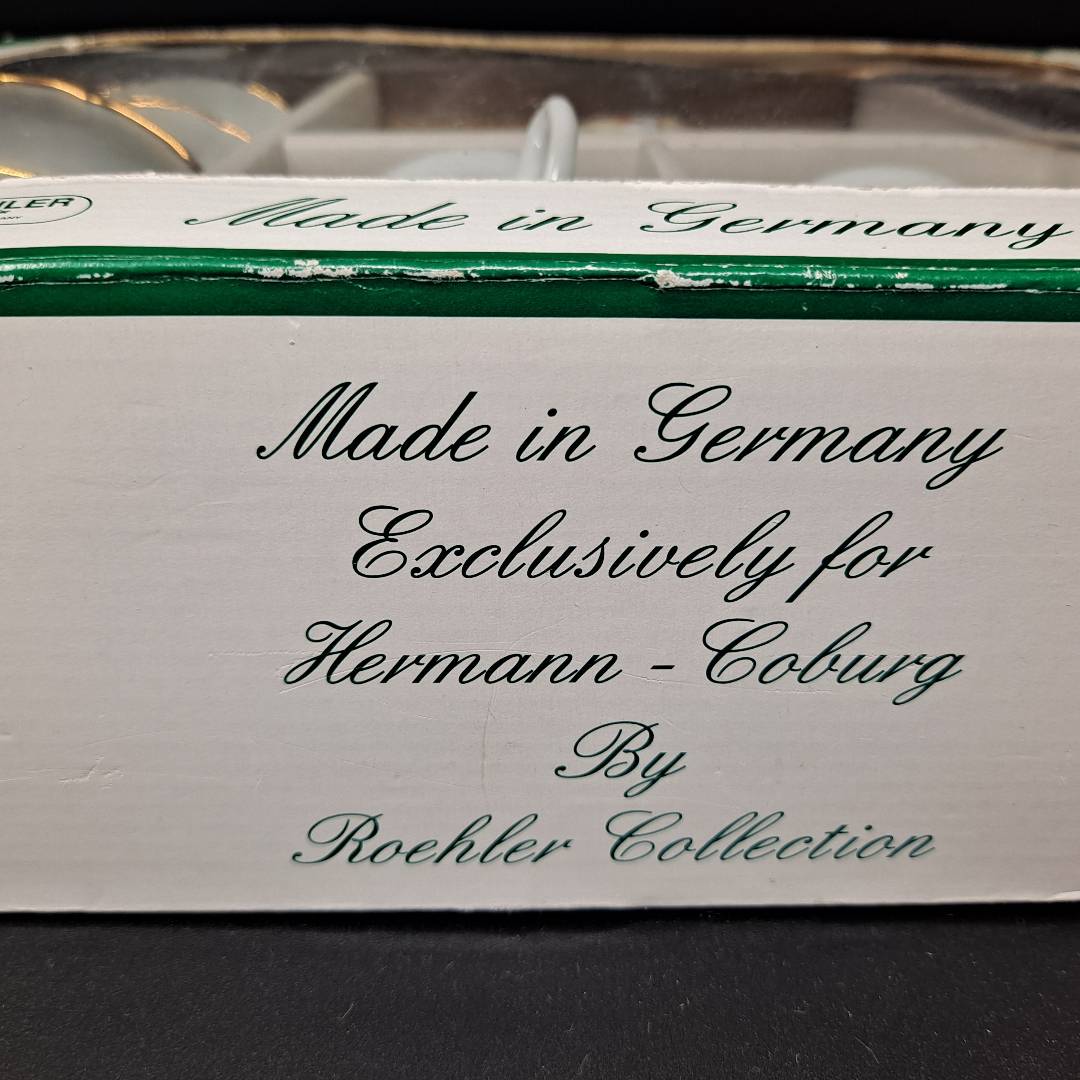 Made in Germany
Made in Germany
Exclusively for
Hermann - Coburg
By
Roehler Collection